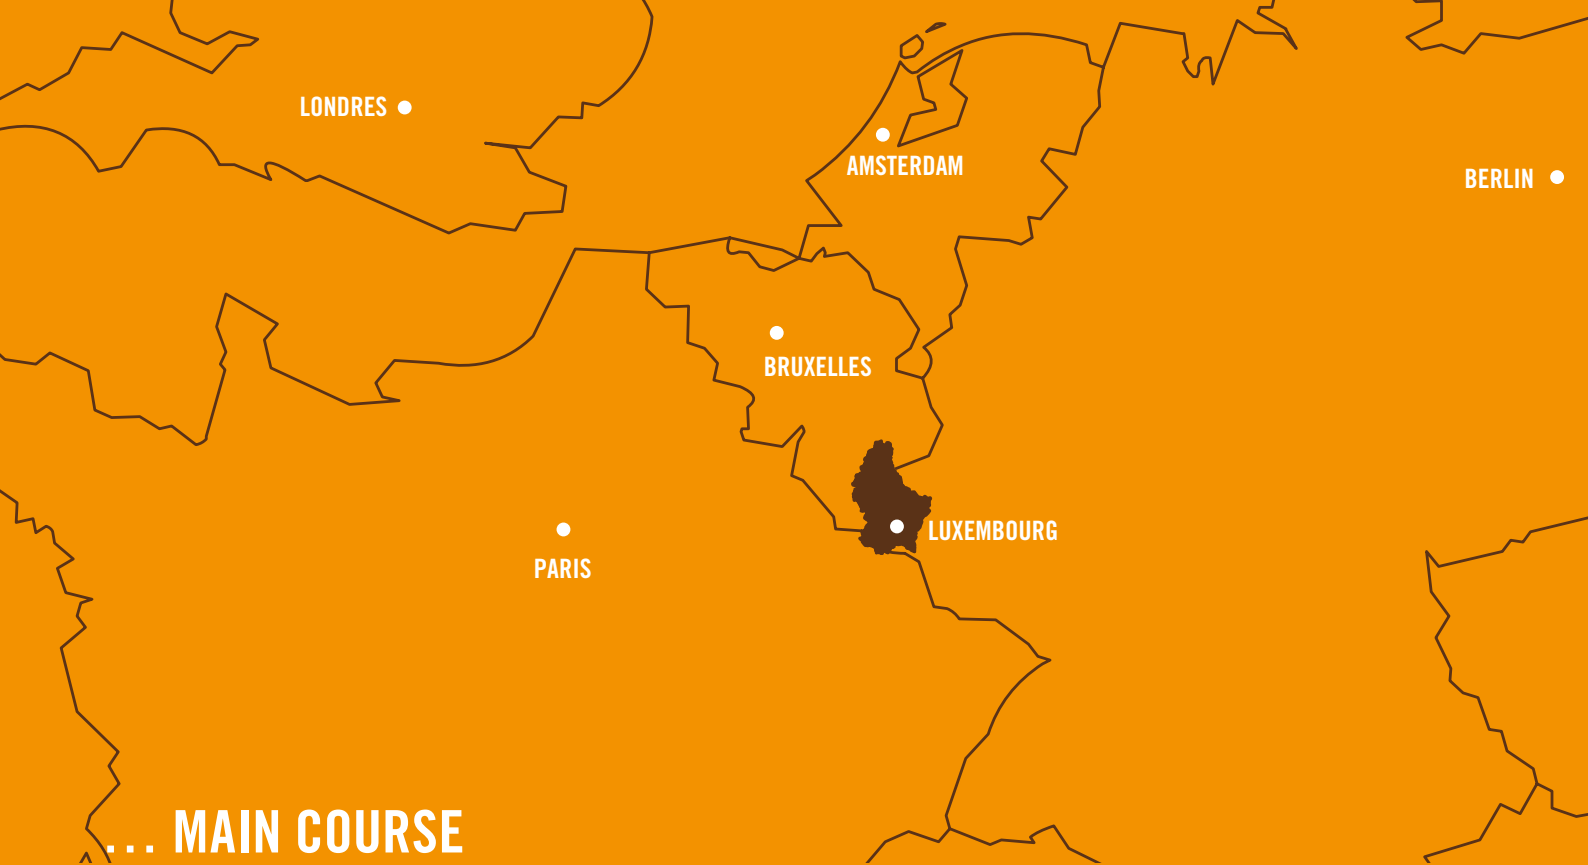 LONDRES
AMSTERDAM
BERLIN
BRUXELLES
LUXEMBOURG
PARIS
... MAIN COURSE